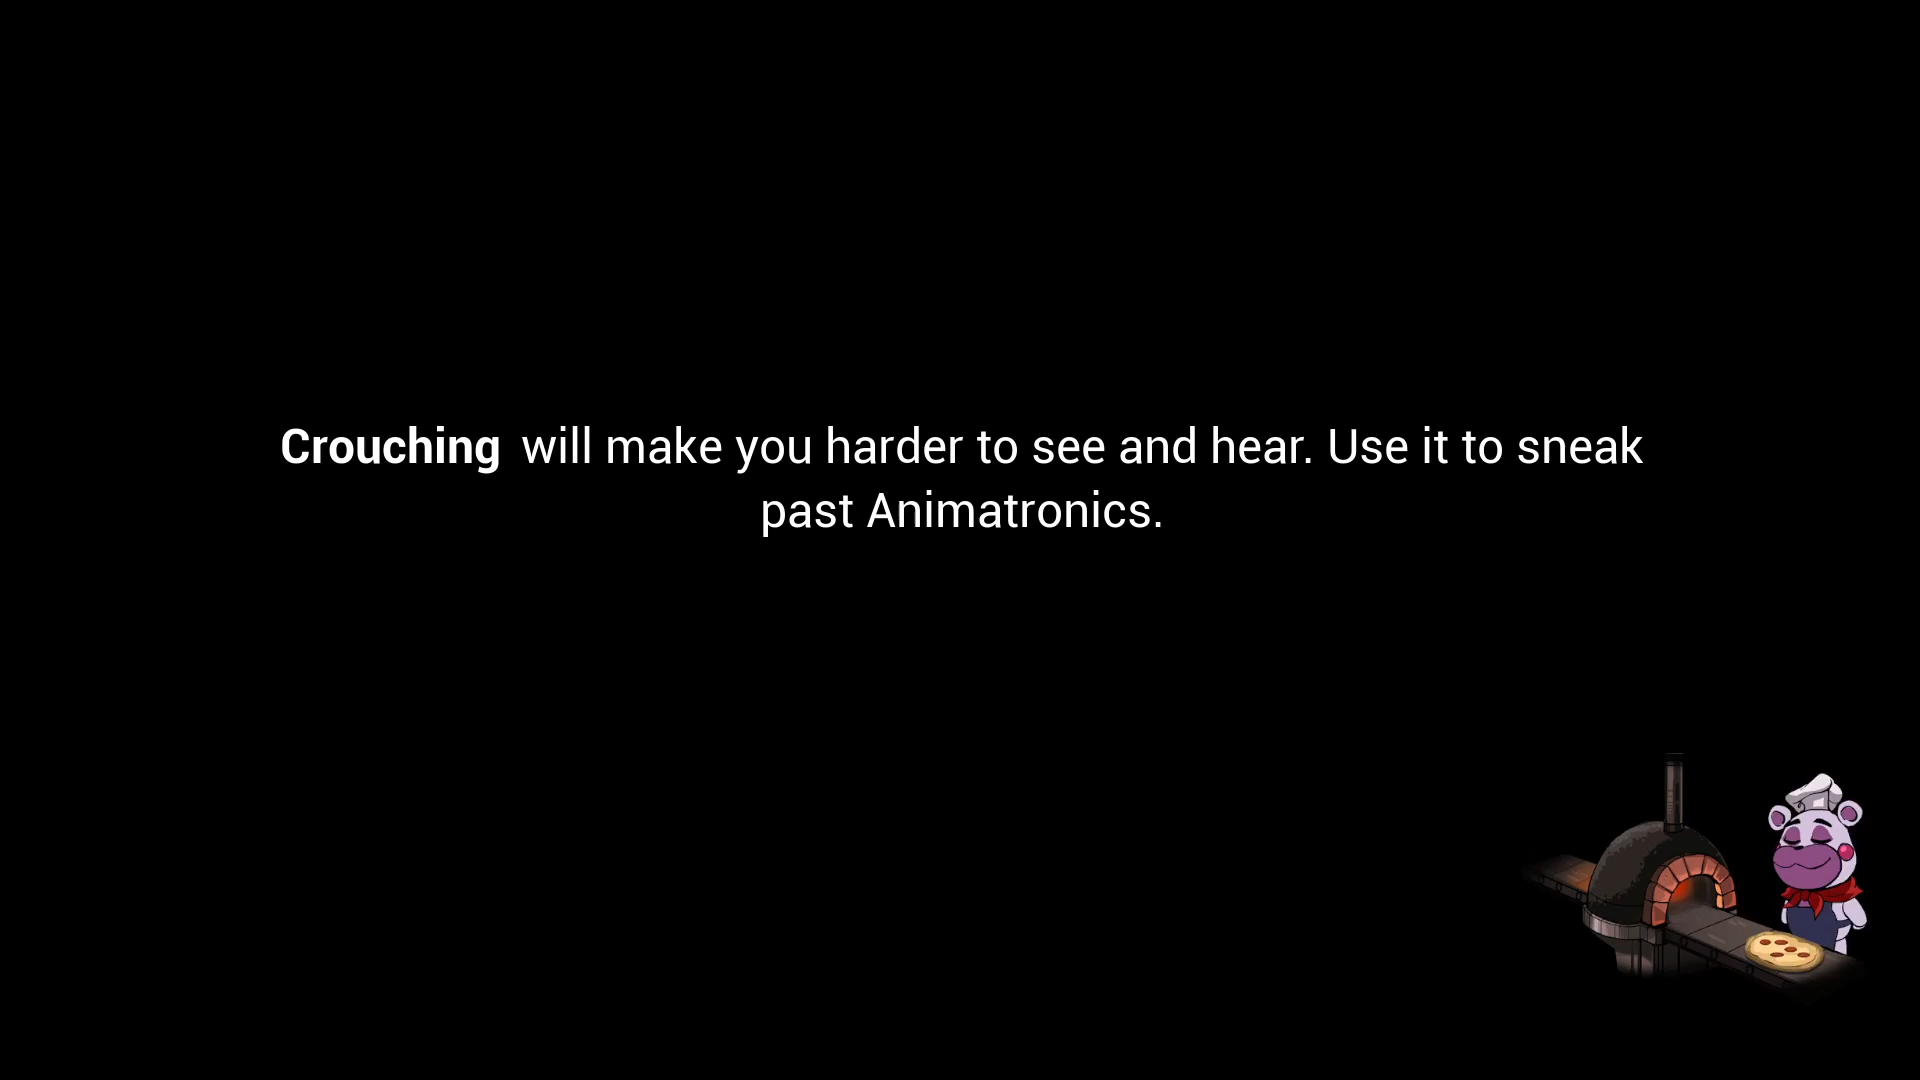 Crouching will make you harder to see and hear. Use it to sneak
past Animatronics.